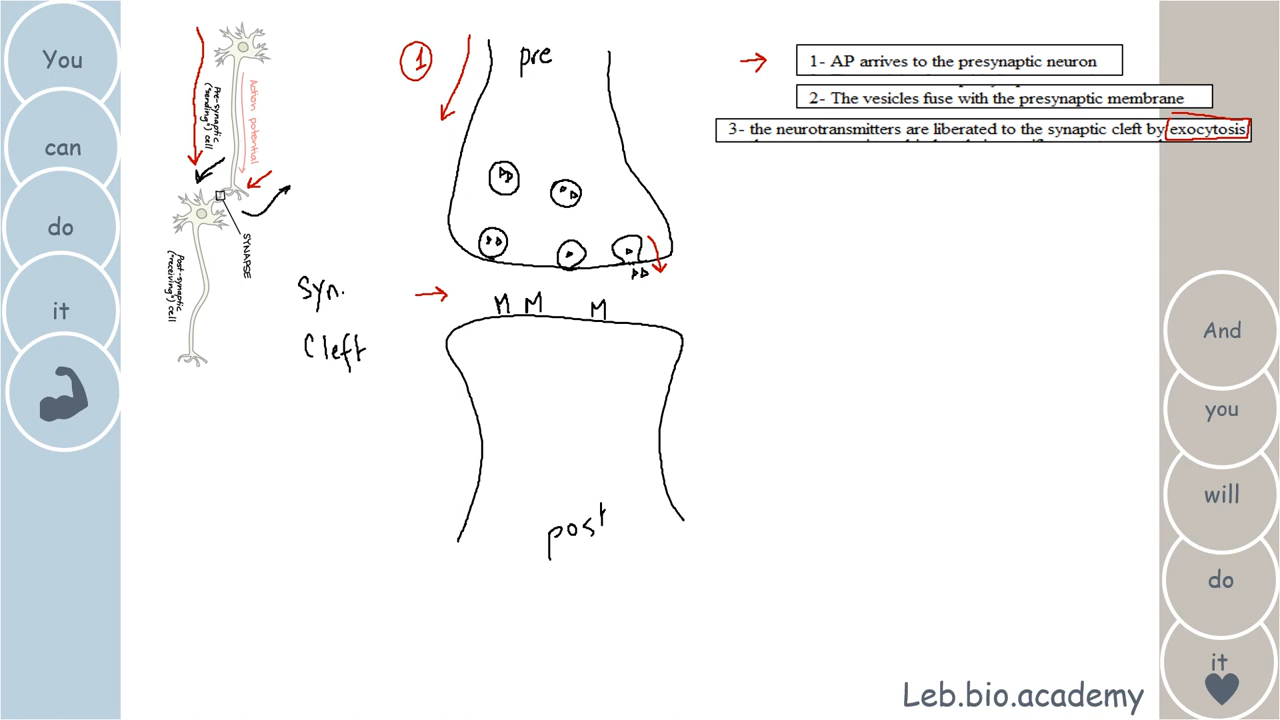 You
can
do
it
Action potential
Pre-synaptic
("sending") cell
SYNAPSE
Post-synaptic
("receiving") cell
1
pre
Syn.
Cleft
post
1- AP arrives to the presynaptic neuron
2- The vesicles fuse with the presynaptic membrane
3- the neurotransmitters are liberated to the synaptic cleft by exocytosis
And
you
will
do
it
Leb.bio.academy